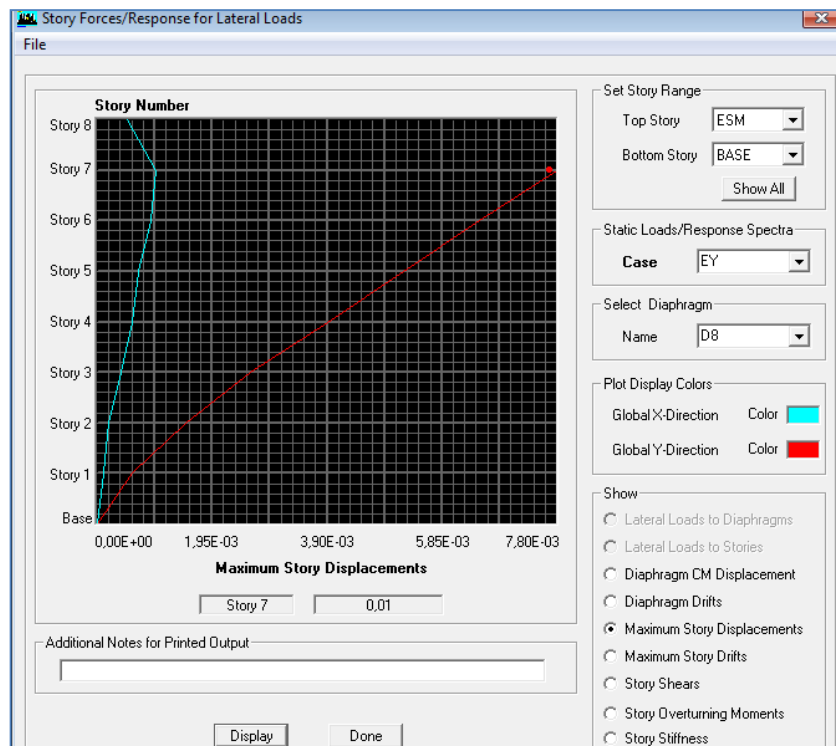 Story Forces/Response for Lateral Loads
File
Story Number
Story 8
Story 7
Story 6
Story 5
Story 4
Story 3
Story 2
Story 1
Base
0,00E+00 1,95E-03 3,90E-03 5,85E-03 7,80E-03
Maximum Story Displacements
Story 7 0,01
Additional Notes for Printed Output
Display Done
Set Story Range
Top Story ESM
Bottom Story BASE
Show All
Static Loads/Response Spectra
Case EY
Select Diaphragm
Name D8
Plot Display Colors
Global X-Direction Color
Global Y-Direction Color
Show
Lateral Loads to Diaphragms
Lateral Loads to Stories
Diaphragm CM Displacement
Diaphragm Drifts
Maximum Story Displacements
Maximum Story Drifts
Story Shears
Story Overturning Moments
Story Stiffness